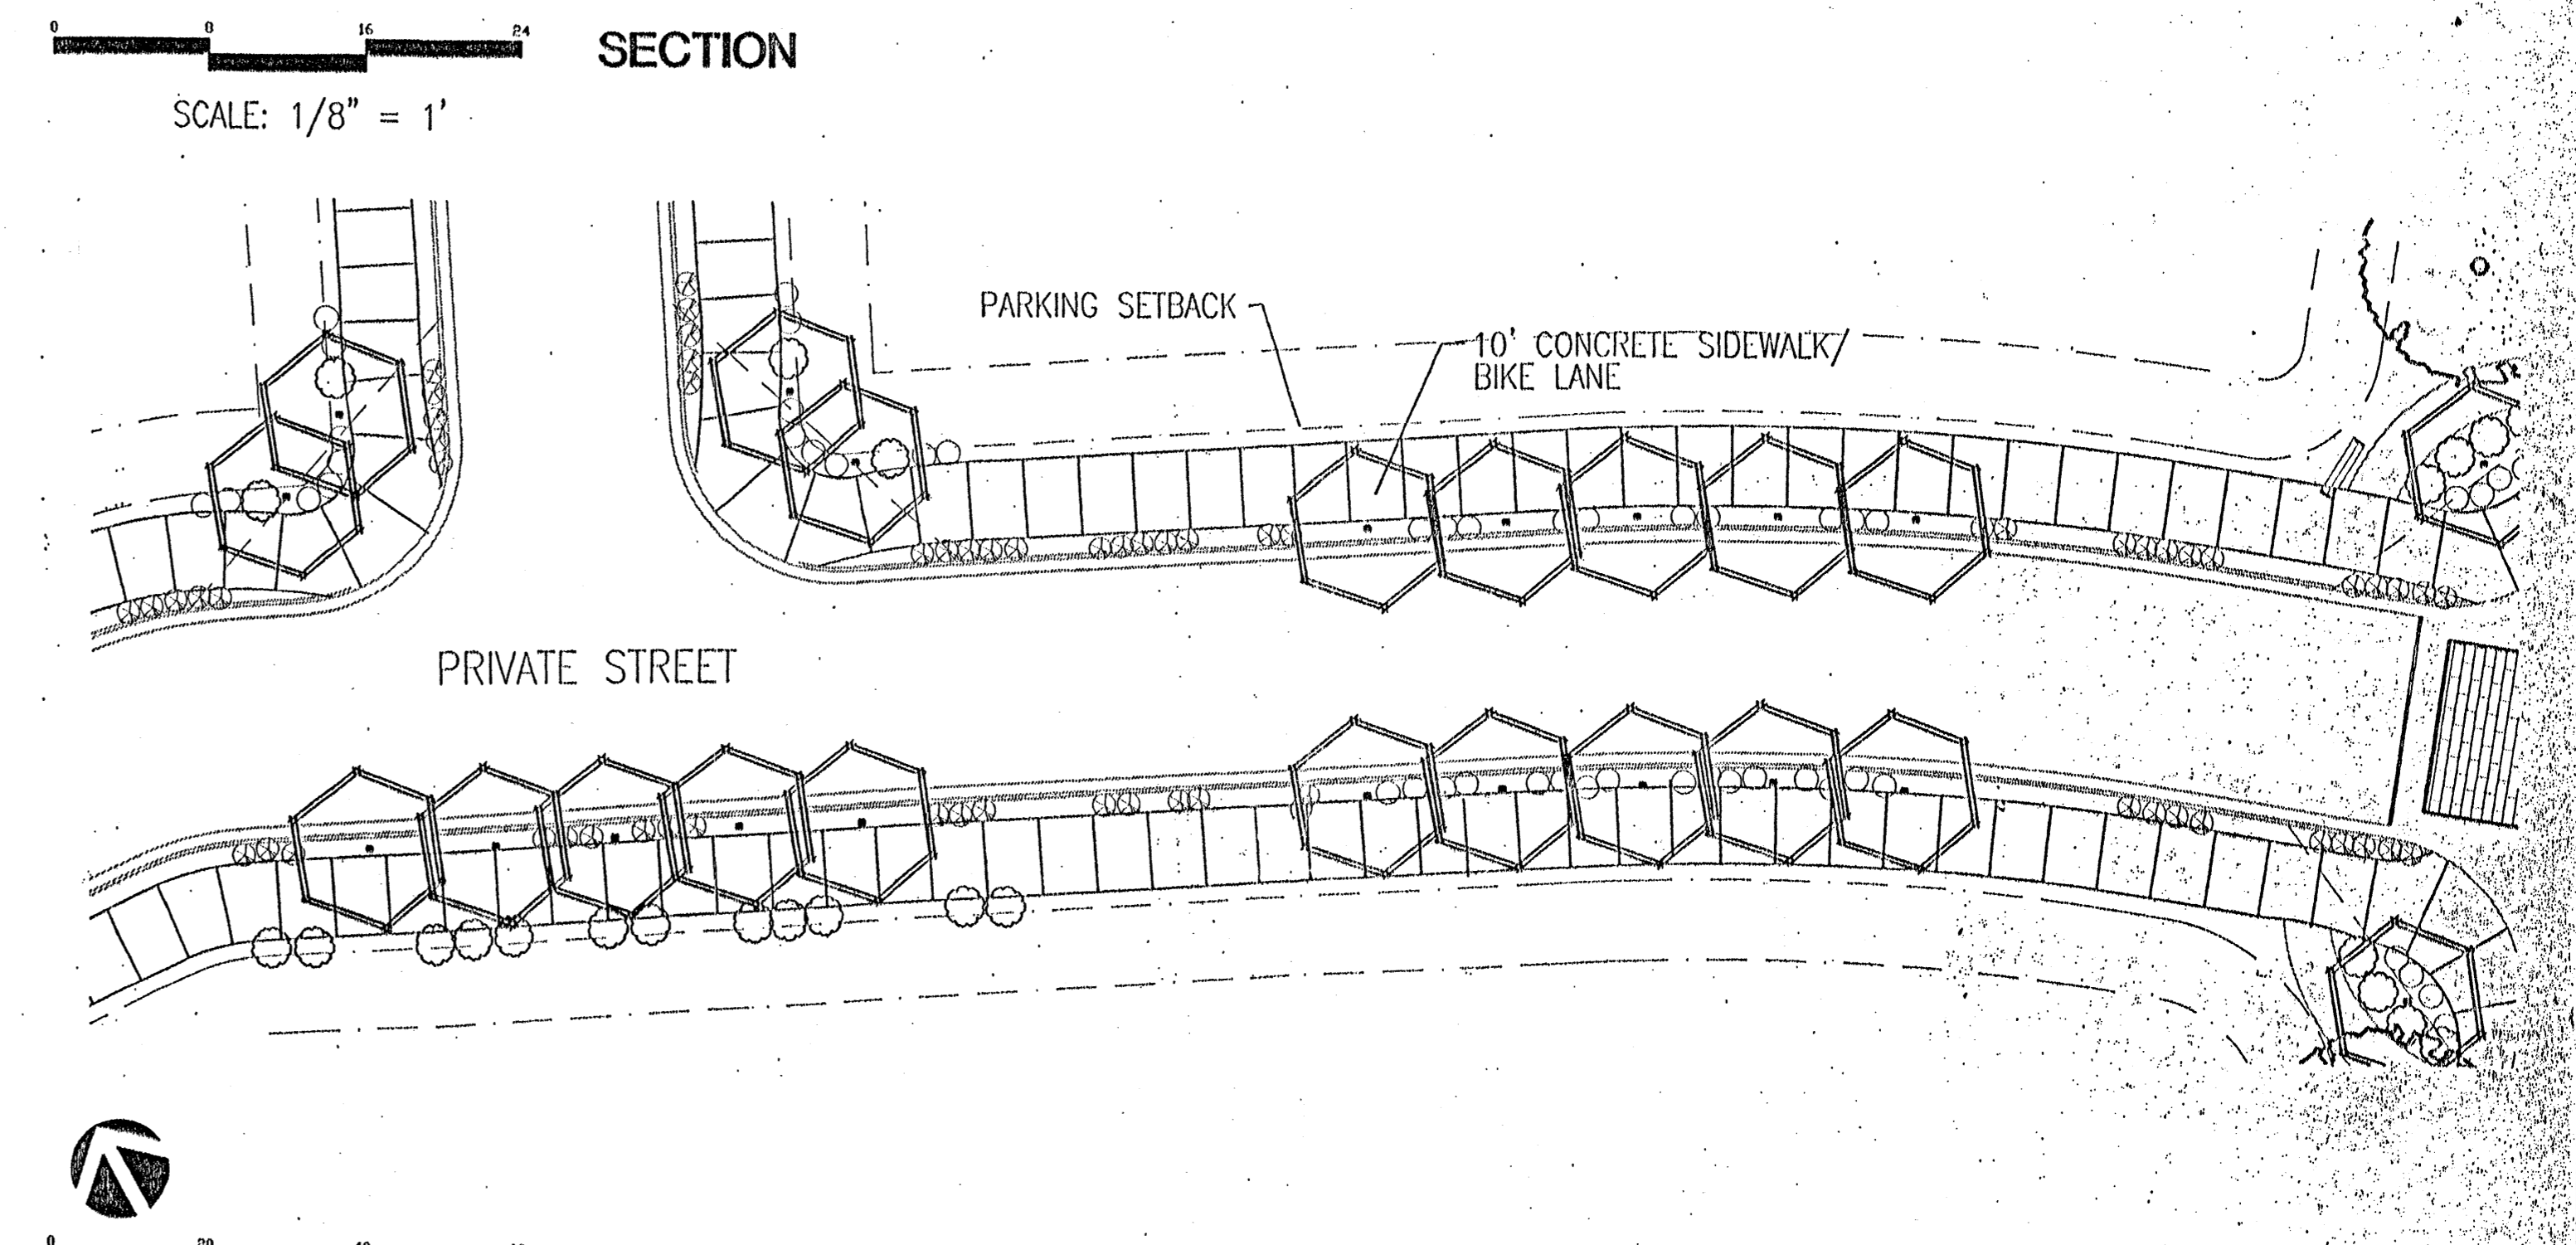 0 8 16 24
SECTION
SCALE: 1/8" = 1'
PARKING SETBACK
10' CONCRETE SIDEWALK/
BIKE LANE
PRIVATE STREET
0 20